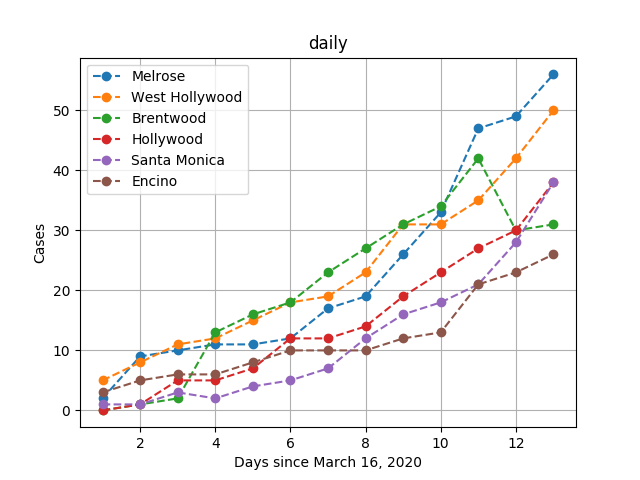 daily
Melrose
West Hollywood
Brentwood
Hollywood
Santa Monica
Encino
Cases
50
40
30
20
10
0
2 4 6 8 10 12
Days since March 16, 2020